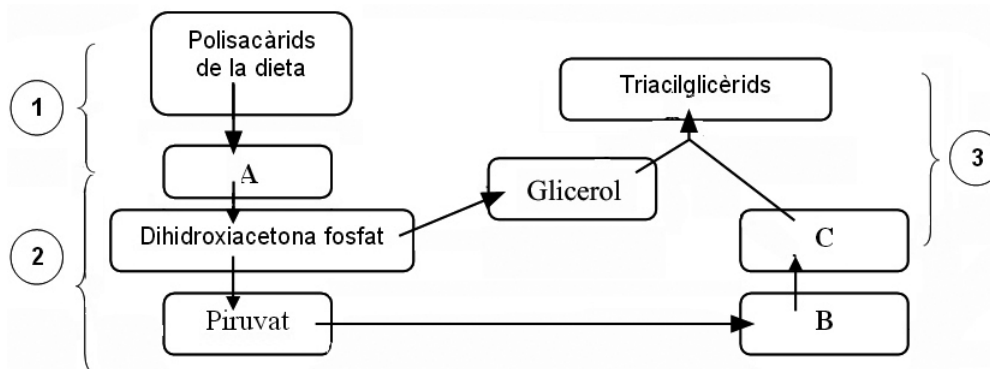 Polisacàrids
de la dieta
1
A
Dihidroxiacetona fosfat
2
Piruvat
Triacilglicèrids
Glicerol
3
C
B